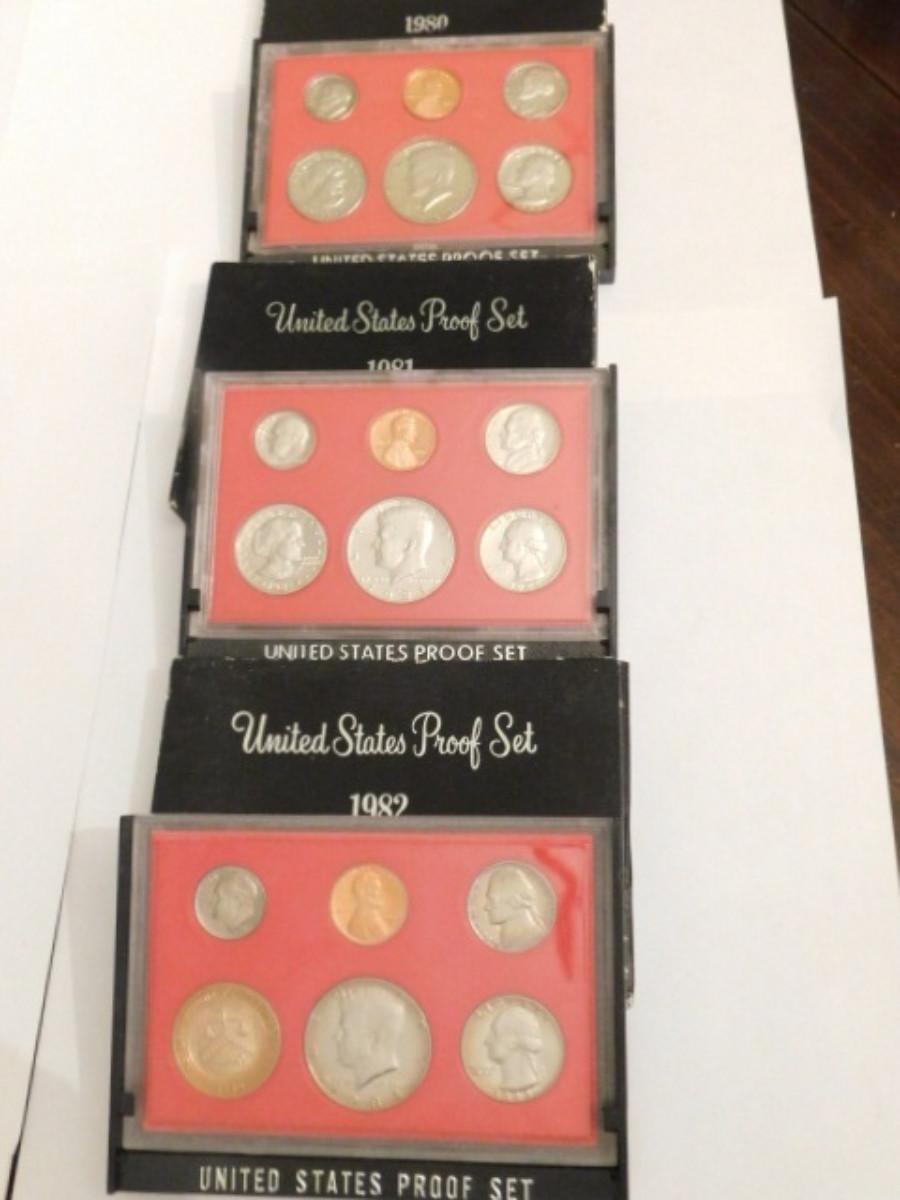 1980
UNITED STATES PROOF SET
United States Proof Set
1981
UNITED STATES PROOF SET
United States Proof Set
1982
UNITED STATES PROOF SET